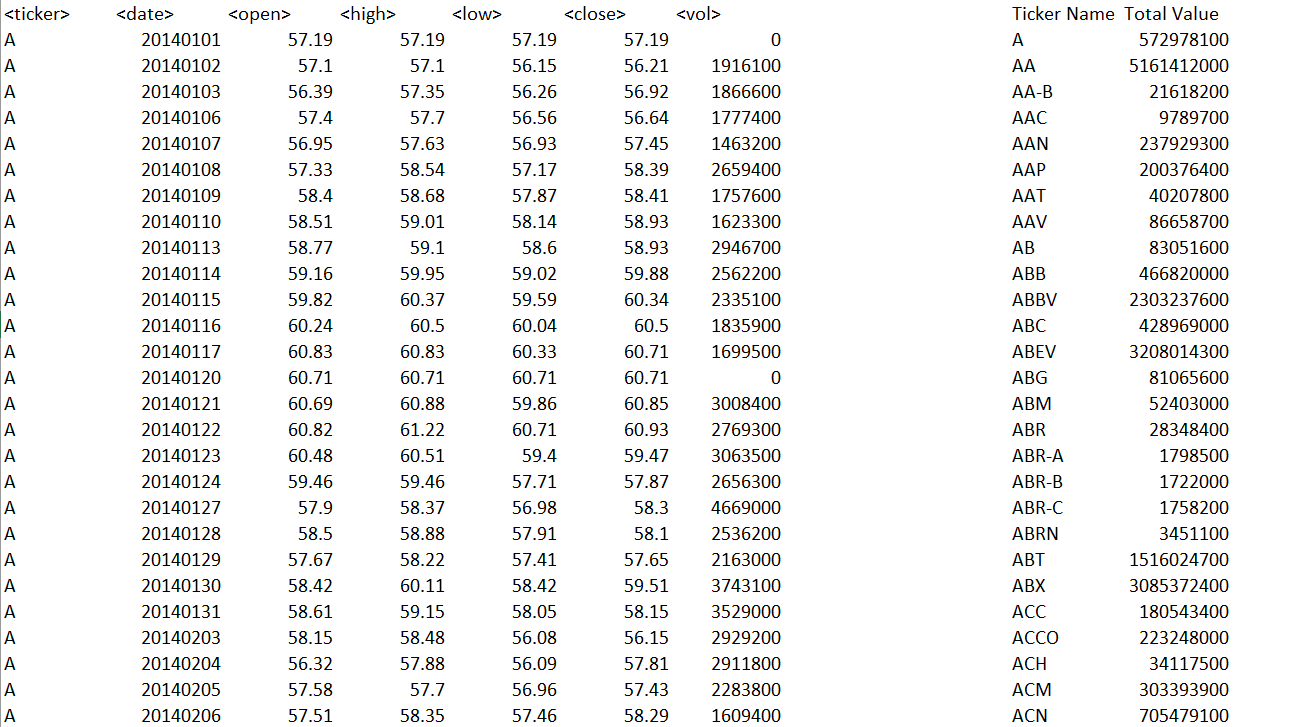 <ticker> <date> <open> <high> <low> <close> <vol> Ticker Name Total Value
A 20140101 57.19 57.19 57.19 57.19 0 A 572978100
A 20140102 57.1 57.1 56.15 56.21 1916100 AA 5161412000
A 20140103 56.39 57.35 56.26 56.92 1866600 AA-B 21618200
A 20140106 57.4 57.7 56.56 56.64 1777400 AAC 9789700
A 20140107 56.95 57.63 56.93 57.45 1463200 AAN 237929300
A 20140108 57.33 58.54 57.17 58.39 2659400 AAP 200376400
A 20140109 58.4 58.68 57.87 58.41 1757600 AAT 40207800
A 20140110 58.51 59.01 58.14 58.93 1623300 AAV 86658700
A 20140113 58.77 59.1 58.6 58.93 2946700 AB 83051600
A 20140114 59.16 59.95 59.02 59.88 2562200 ABB 466820000
A 20140115 59.82 60.37 59.59 60.34 2335100 ABBV 2303237600
A 20140116 60.24 60.5 60.04 60.5 1835900 ABC 428969000
A 20140117 60.83 60.83 60.33 60.71 1699500 ABEV 3208014300
A 20140120 60.71 60.71 60.71 60.71 0 ABG 81065600
A 20140121 60.69 60.88 59.86 60.85 3008400 ABM 52403000
A 20140122 60.82 61.22 60.71 60.93 2769300 ABR 28348400
A 20140123 60.48 60.51 59.4 59.47 3063500 ABR-A 1798500
A 20140124 59.46 59.46 57.71 57.87 2656300 ABR-B 1722000
A 20140127 57.9 58.37 56.98 58.3 4669000 ABR-C 1758200
A 20140128 58.5 58.88 57.91 58.1 2536200 ABRN 3451100
A 20140129 57.67 58.22 57.41 57.65 2163000 ABT 1516024700
A 20140130 58.42 60.11 58.42 59.51 3743100 ABX 3085372400
A 20140131 58.61 59.15 58.05 58.15 3529000 ACC 180543400
A 20140203 58.15 58.48 56.08 56.15 2929200 ACCO 223248000
A 20140204 56.32 57.88 56.09 57.81 2911800 ACH 34117500
A 20140205 57.58 57.7 56.96 57.43 2283800 ACM 303393900
A 20140206 57.51 58.35 57.46 58.29 1609400 ACN 705479100